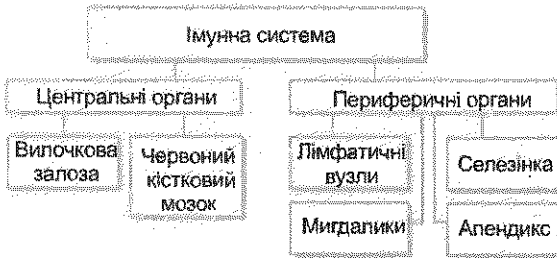 Імунна система
Центральні органи
Периферичні органи
Вилочкова
залоза
Червоний
кістковий
мозок
Лімфатичні
вузли
Селезінка
Мигдалики
Апендикс